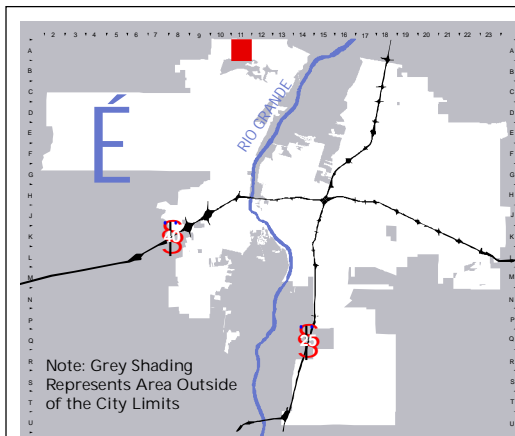 2 3 4 5 6 7 8 9 10 11 12 13 14 15 16 17 18 19 20 21 22 23
A A
B B
C C
D D
E E
F F
G G
H H
J J
K K
L L
M M
N N
P P
Q Q
R R
S S
T T
U U
É
RIO GRANDE
40
25
Note: Grey Shading
Represents Area Outside
of the City Limits